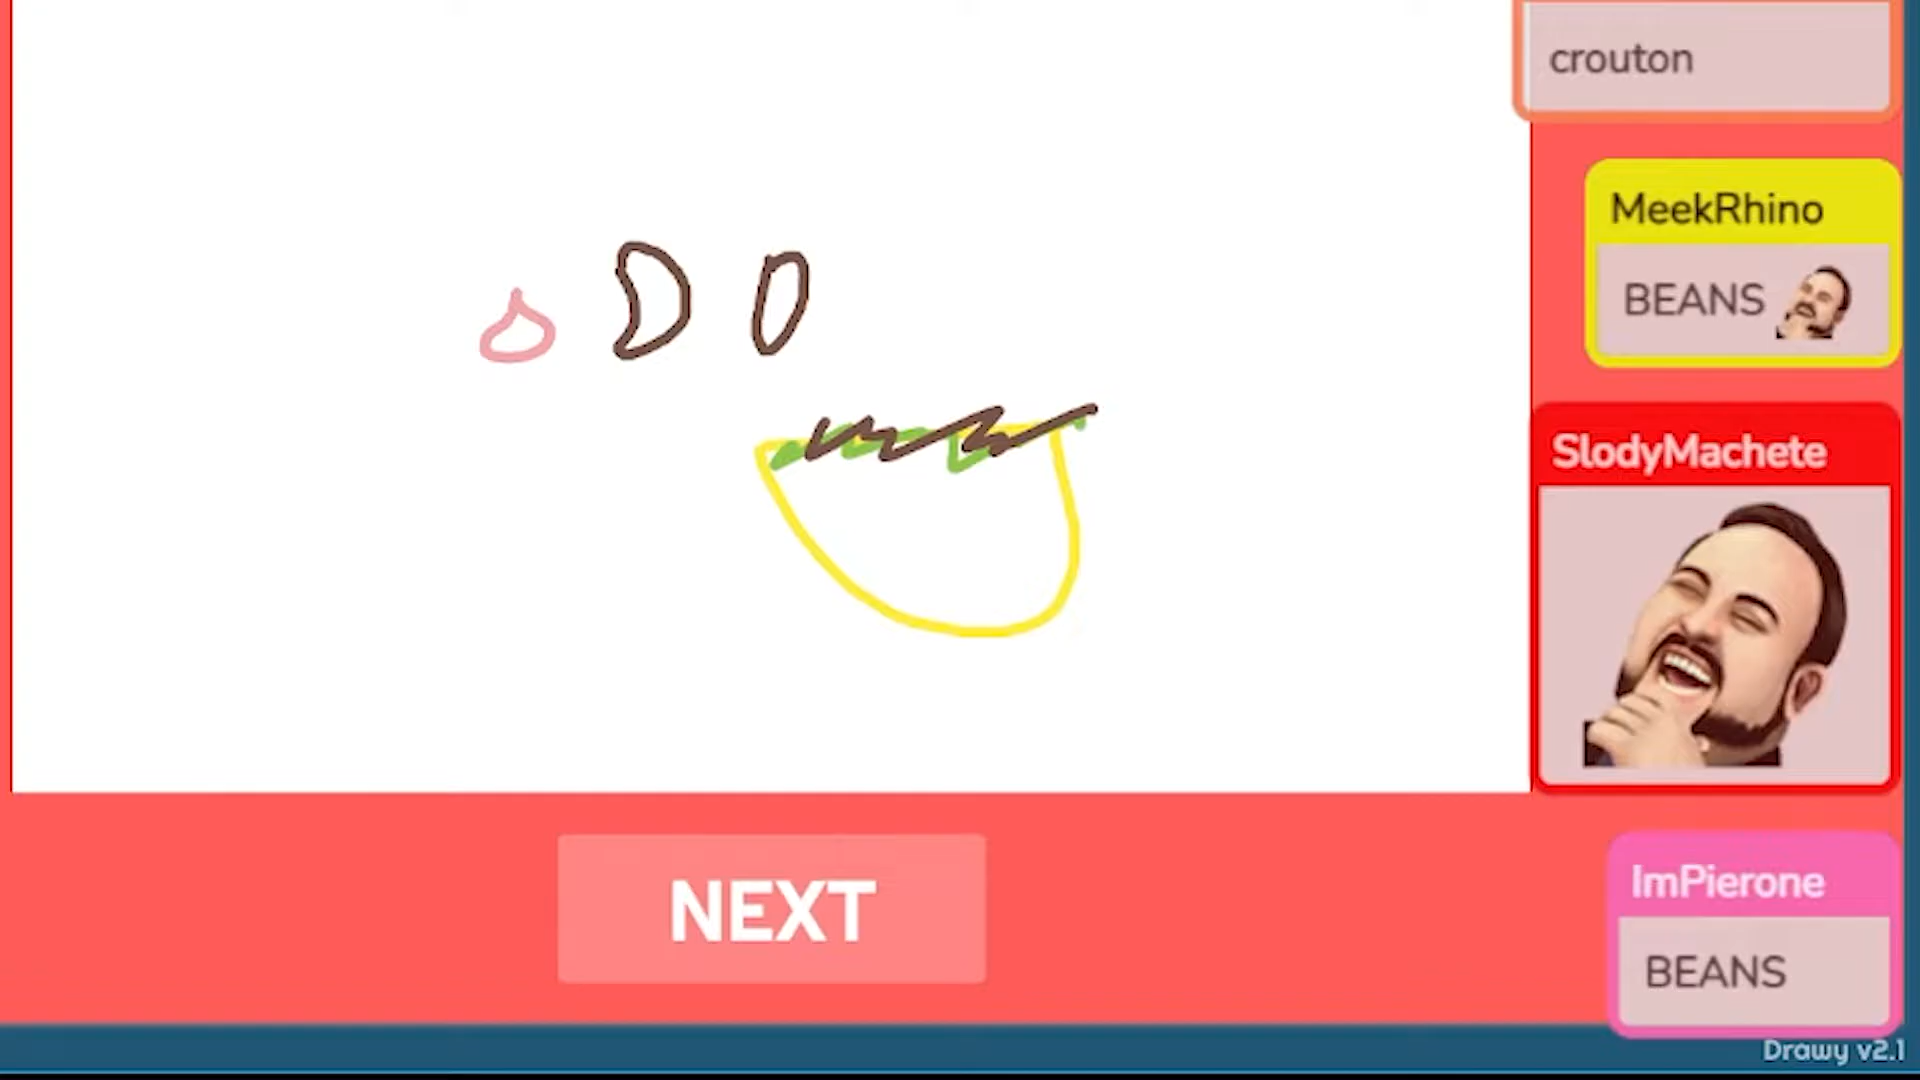 crouton
MeekRhino
BEANS
SlodyMachete
NEXT
ImPierone
BEANS
Drawy v2.1